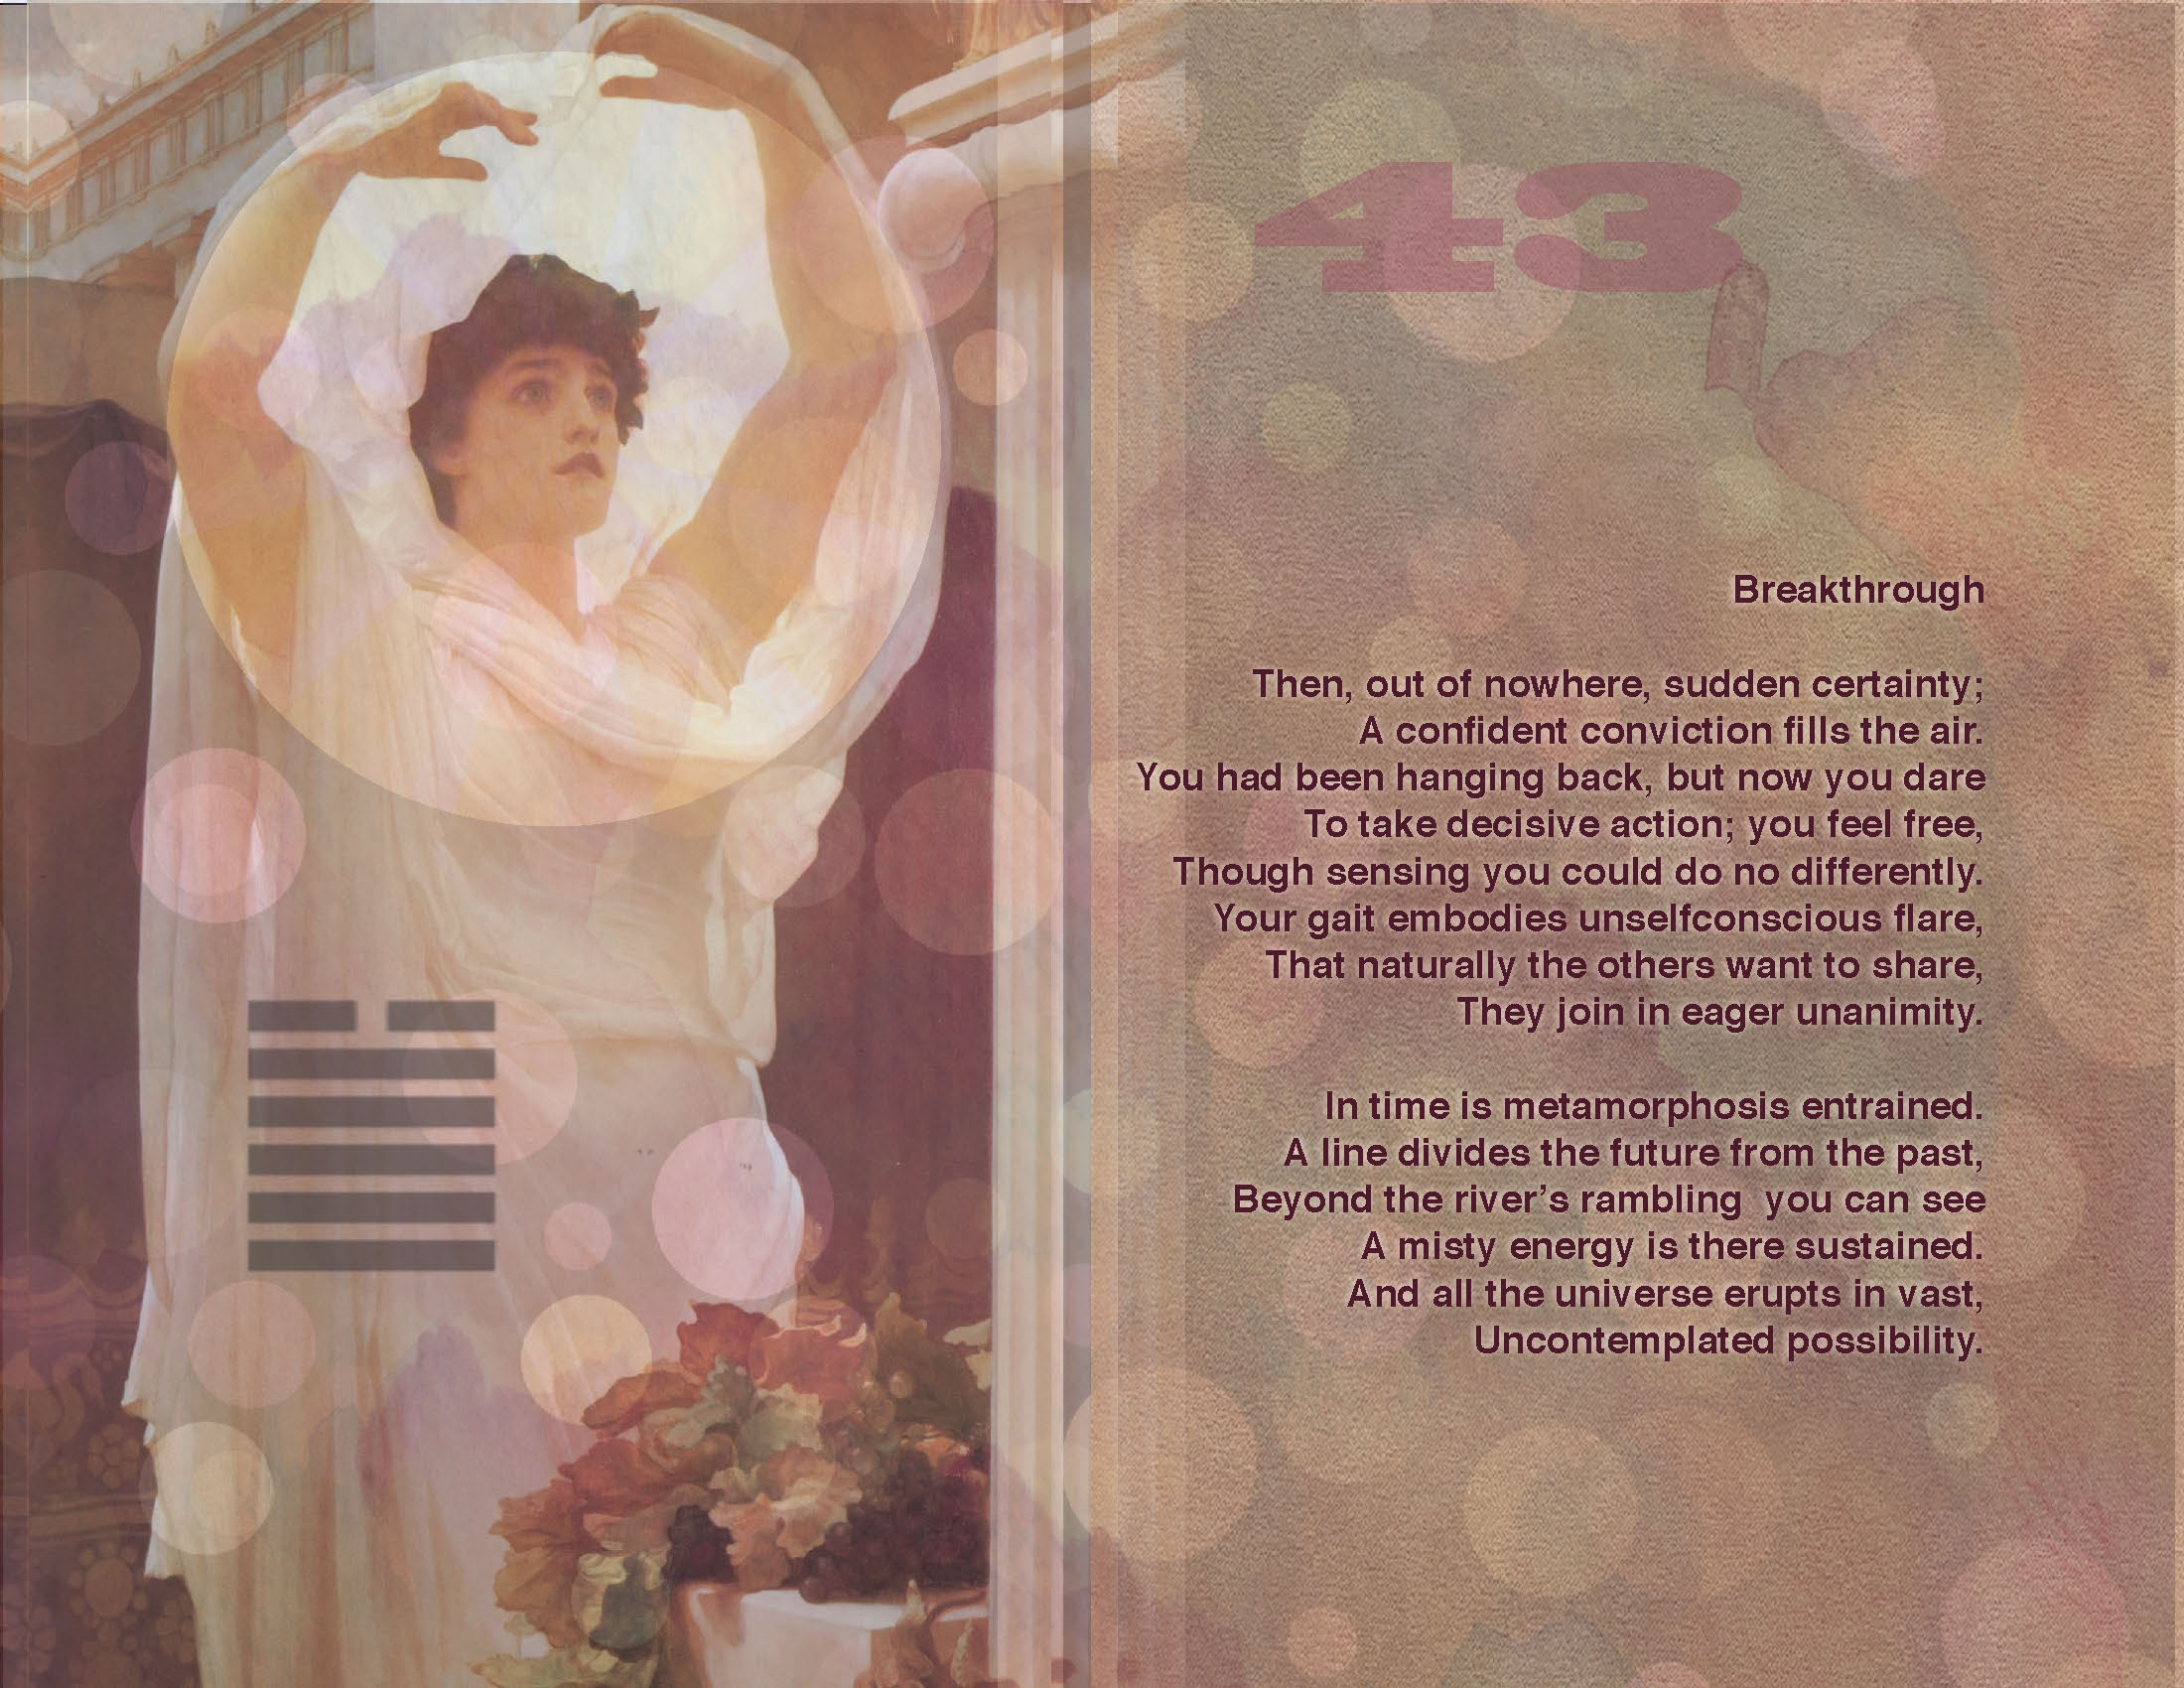 43
Breakthrough
Then, out of nowhere, sudden certainty;
A confident conviction fills the air.
You had been hanging back, but now you dare
To take decisive action; you feel free,
Though sensing you could do no differently.
Your gait embodies unselfconscious flare,
That naturally the others want to share,
They join in eager unanimity.
In time is metamorphosis entrained.
A line divides the future from the past,
Beyond the river’s rambling  you can see
A misty energy is there sustained.
And all the universe erupts in vast,
Uncontemplated possibility.